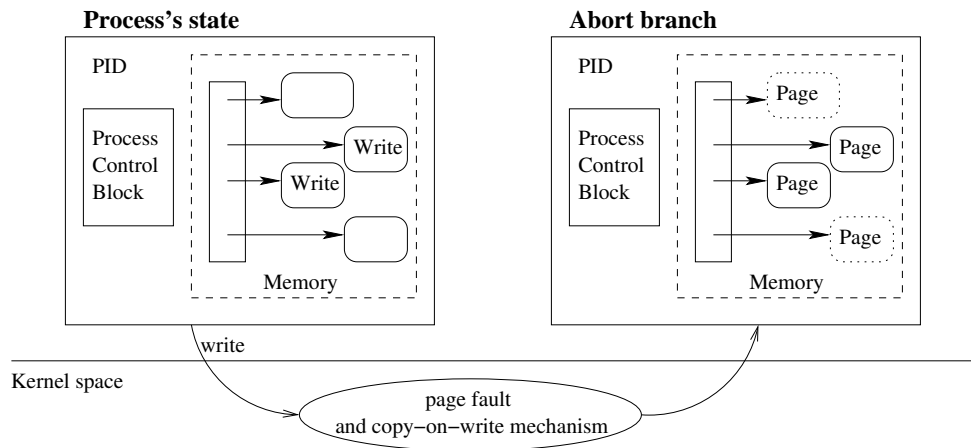 Process's state
PID
Process
Control
Block
Write
Write
Memory
Abort branch
PID
Process
Control
Block
Page
Page
Page
Page
Memory
write
Kernel space
page fault
and copy−on−write mechanism